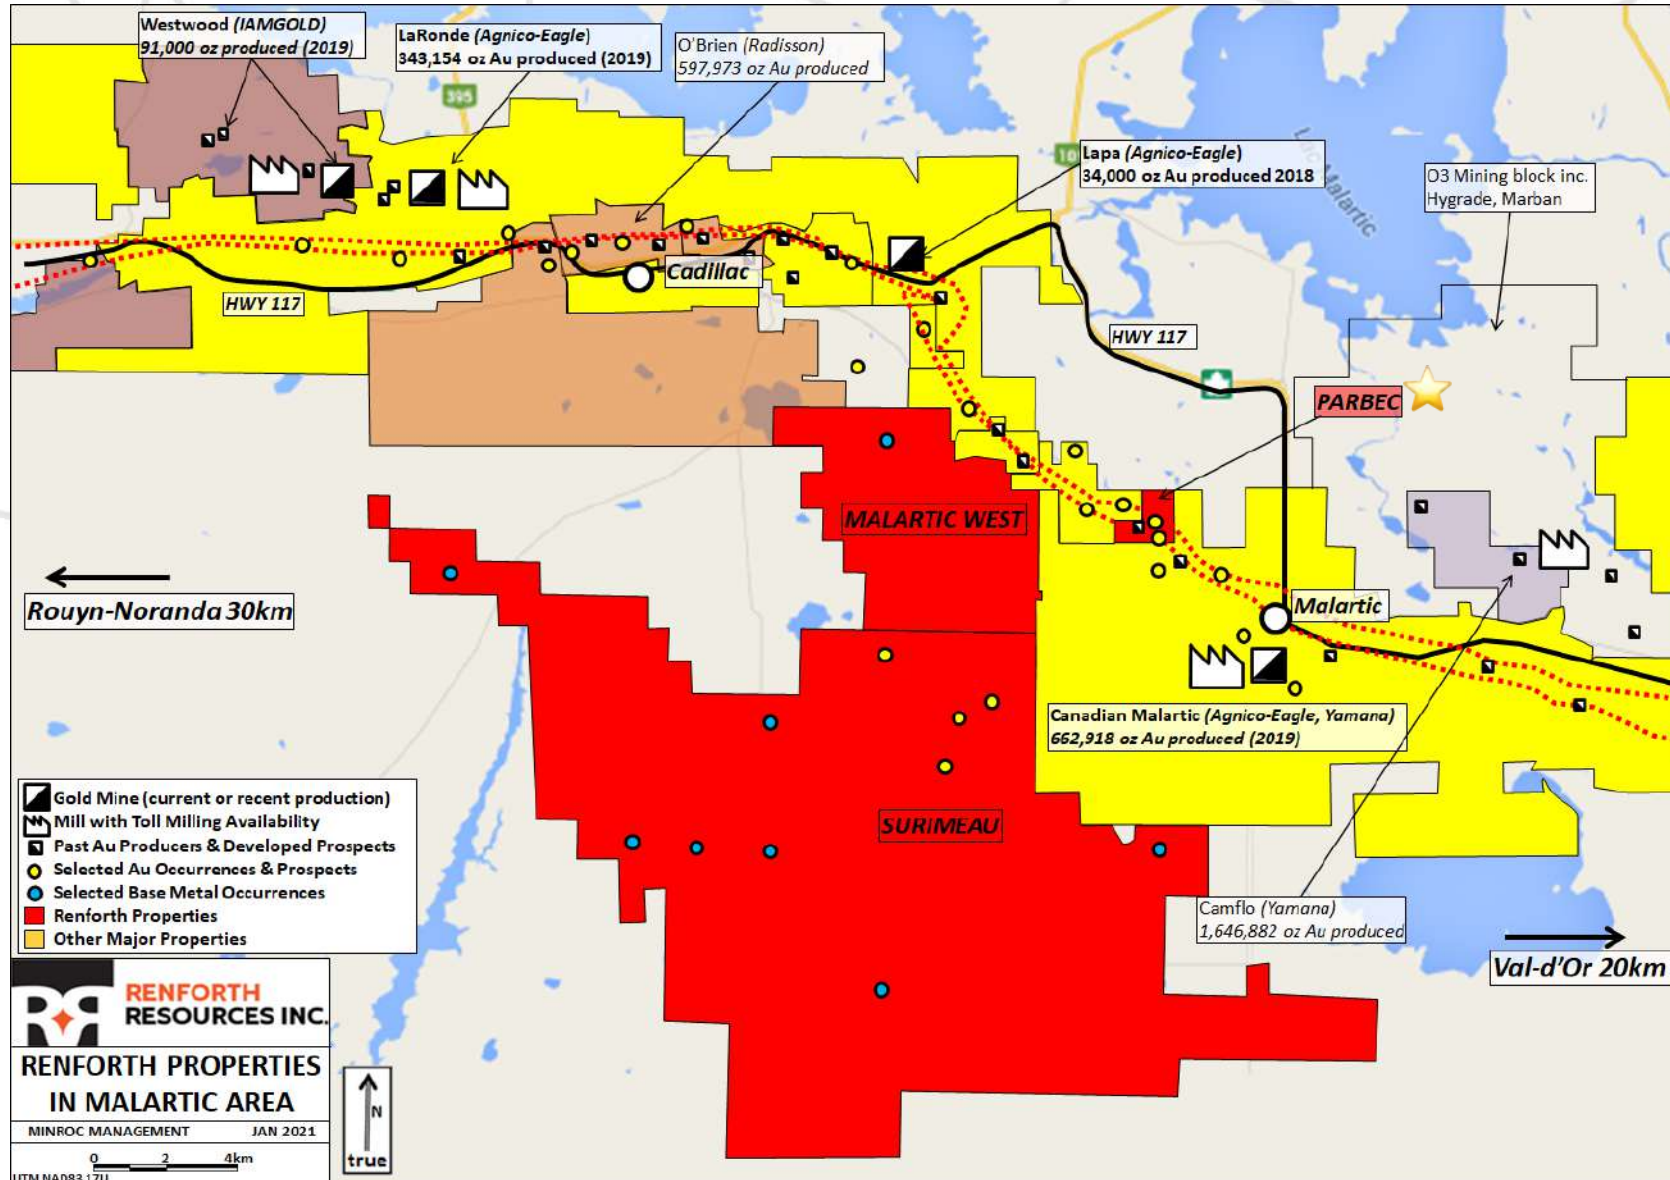 Westwood (IAMGOLD)
91,000 oz produced (2019)
LaRonde (Agnico-Eagle)
343,154 oz Au produced (2019)
O'Brien (Radisson)
597,973 oz Au produced
395
Lapa (Agnico-Eagle)
34,000 oz Au produced 2018
10
Lac Malartic
O3 Mining block inc.
Hygrade, Marban
Cadillac
HWY 117
HWY 117
PARBEC
MALARTIC WEST
Rouyn-Noranda 30km
Malartic
Canadian Malartic (Agnico-Eagle, Yamana)
662,918 oz Au produced (2019)
SURIMEAU
Gold Mine (current or recent production)
Mill with Toll Milling Availability
Past Au Producers & Developed Prospects
Selected Au Occurrences & Prospects
Selected Base Metal Occurrences
Renforth Properties
Other Major Properties
Camflo (Yamana)
1,646,882 oz Au produced
Val-d'Or 20km
RENFORTH
RESOURCES INC.
RENFORTH PROPERTIES
IN MALARTIC AREA
MINROC MANAGEMENT JAN 2021
0 2 4km
UTM NAD83 17U
N
true